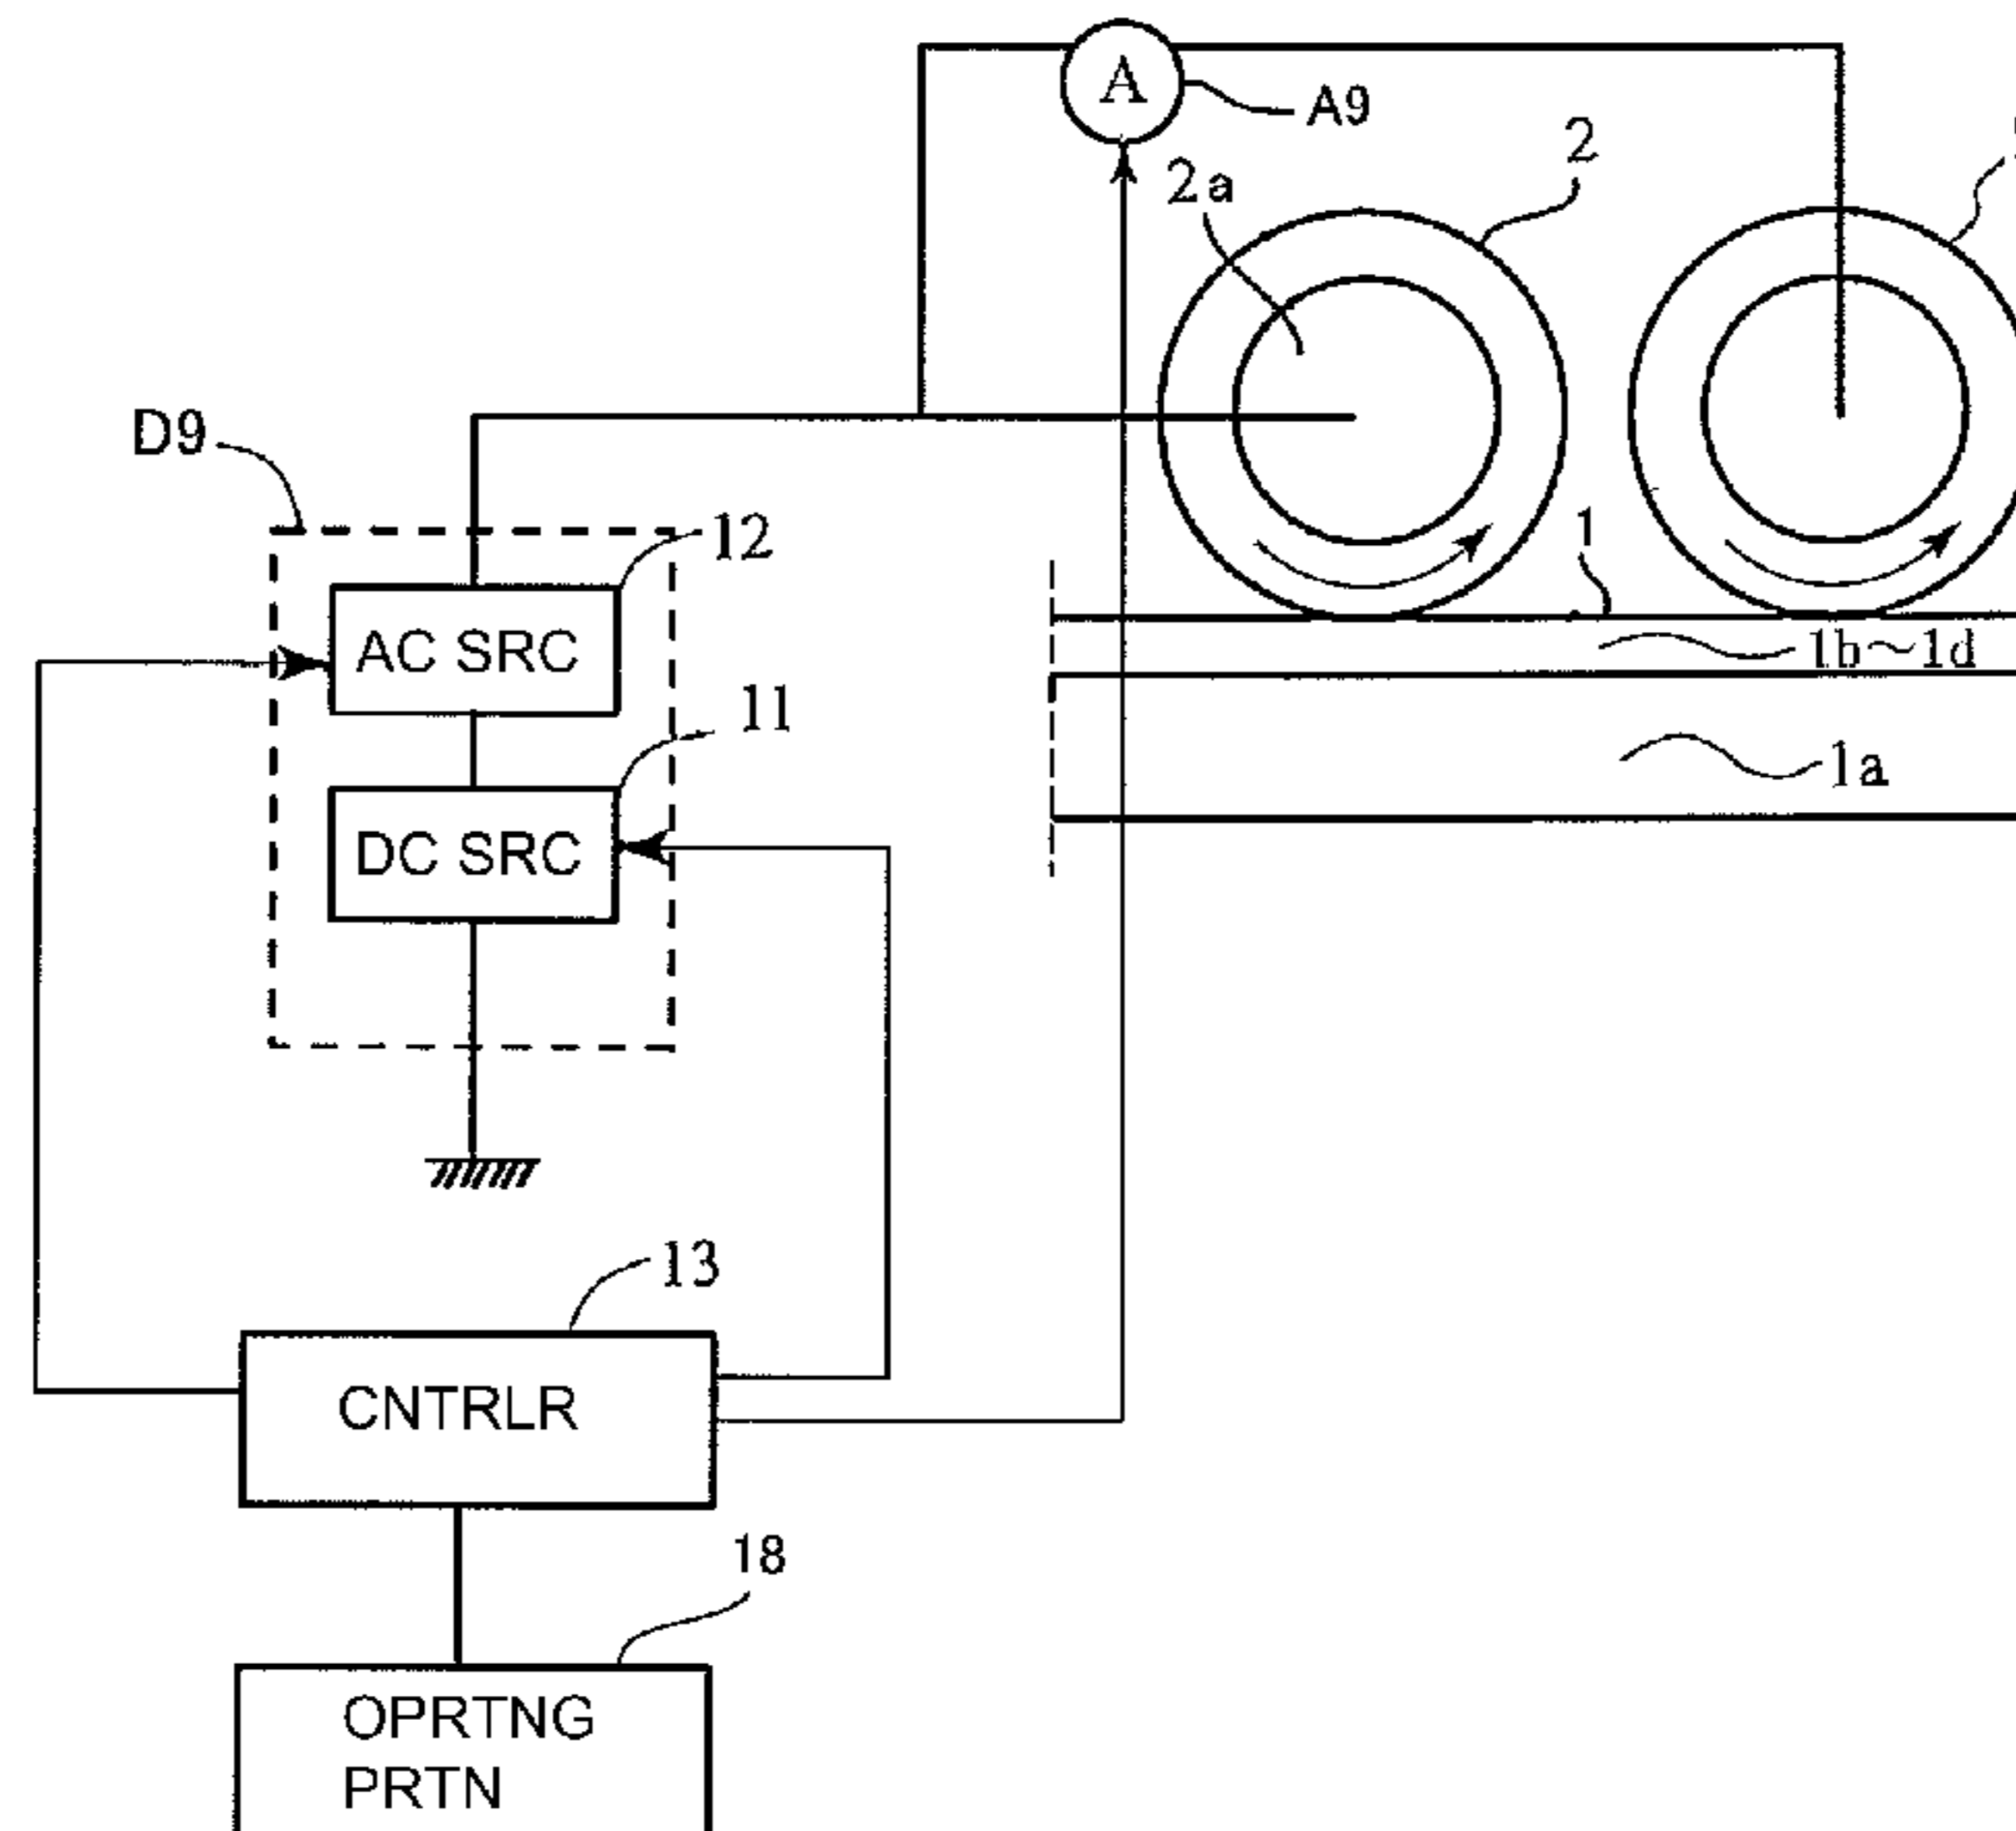 A
A9
2a
2
D9
12
AC SRC
1
1b～1d
11
DC SRC
1a
13
CNTRLR
18
OPRTNG
PRTN